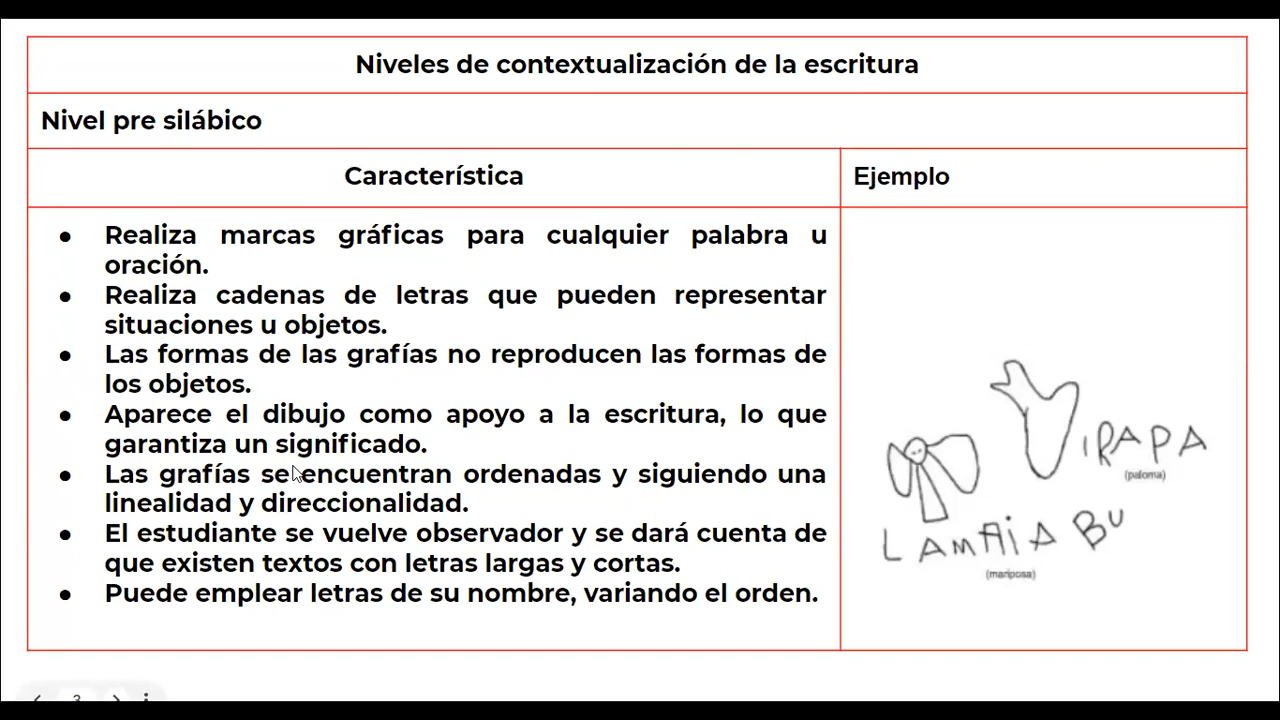 Niveles de contextualización de la escritura
Nivel pre silábico
Característica
Ejemplo
● Realiza marcas gráficas para cualquier palabra u
oración.
● Realiza cadenas de letras que pueden representar
situaciones u objetos.
● Las formas de las grafías no reproducen las formas de
los objetos.
● Aparece el dibujo como apoyo a la escritura, lo que
garantiza un significado.
● Las grafías se encuentran ordenadas y siguiendo una
linealidad y direccionalidad.
● El estudiante se vuelve observador y se dará cuenta de
que existen textos con letras largas y cortas.
● Puede emplear letras de su nombre, variando el orden.
iRAPA
(paloma)
LAMAiA BU
(mariposa)
3